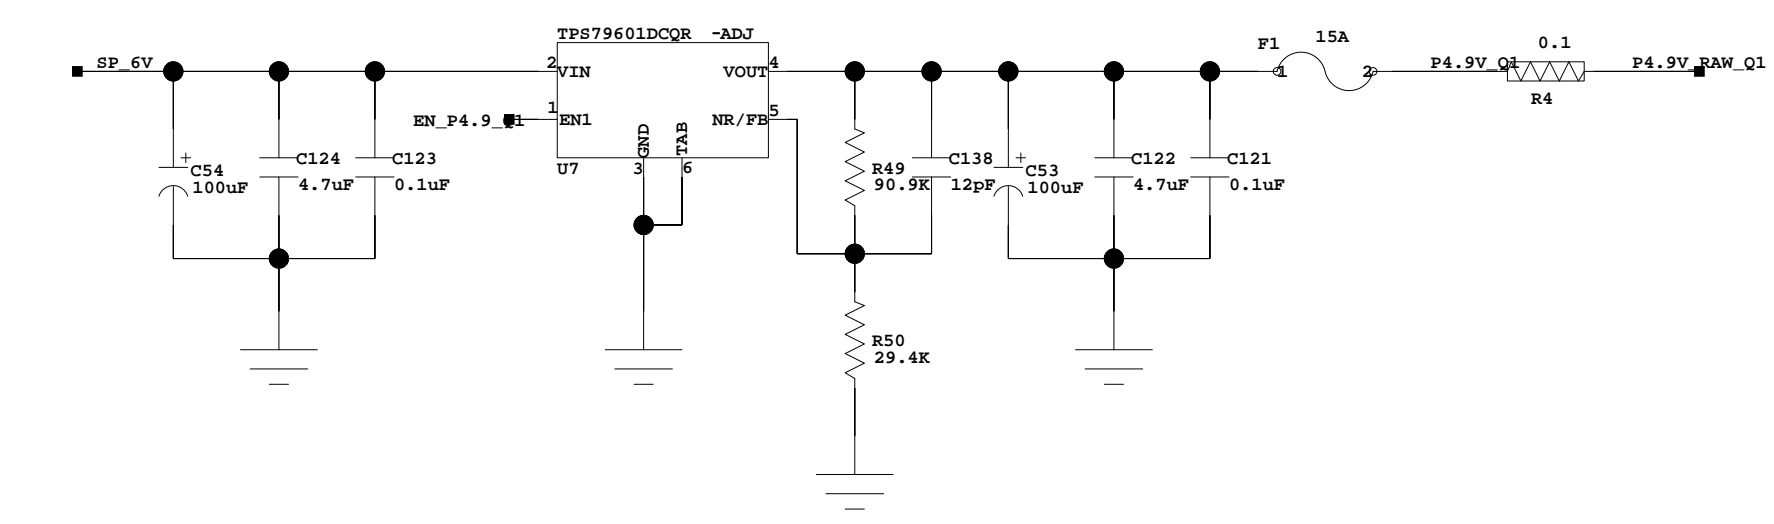 TPS79601DCQR -ADJ
F1
15A
0.1
SP_6V
2
VIN
VOUT
4
1
2
P4.9V_Q1
P4.9V_RAW_Q1
R4
EN_P4.9_Q1
1
EN1
NR/FB
5
GND
TAB
U7
3
6
+
C54
100uF
C124
4.7uF
C123
0.1uF
R49
90.9K
C138
12pF
+
C53
100uF
C122
4.7uF
C121
0.1uF
R50
29.4K